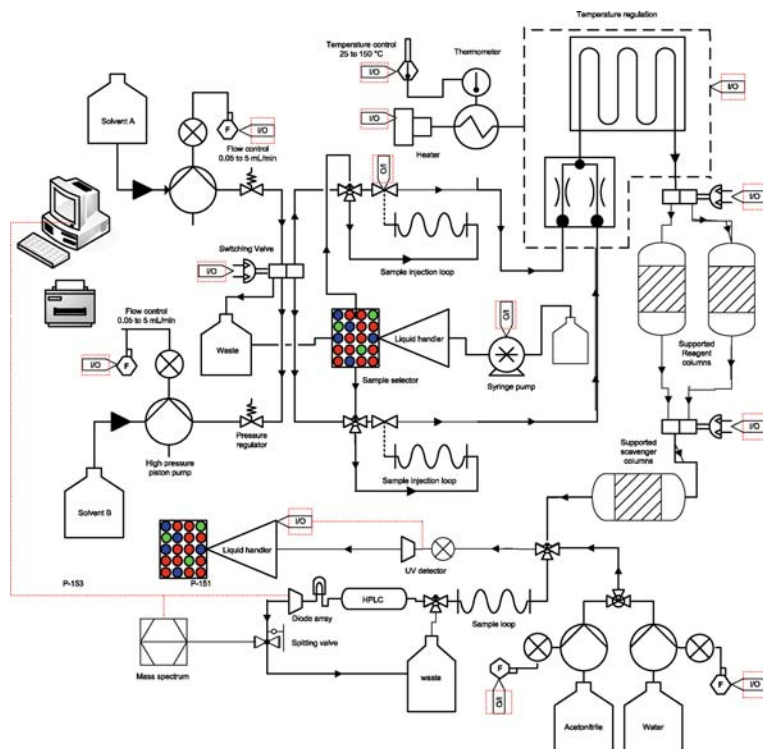 Temperature regulation
Temperature control
25 to 150 °C
I/O
Thermometer
I/O
Heater
I/O
Solvent A
F
I/O
Flow control
0.05 to 5 mL/min
I/O
Sample injection loop
I/O
Switching Valve
I/O
Waste
Flow control
0.05 to 5 mL/min
I/O
F
Liquid handler
Sample selector
I/O
Syringe pump
Supported
Reagent
columns
Pressure
regulator
High pressure
piston pump
Solvent B
Sample injection loop
I/O
Supported
scavenger
columns
I/O
Liquid handler
UV detector
P-153
P-151
Diode array
HPLC
Sample loop
Spitting valve
Mass spectrum
waste
F
I/O
F
I/O
Acetonitrile
Water